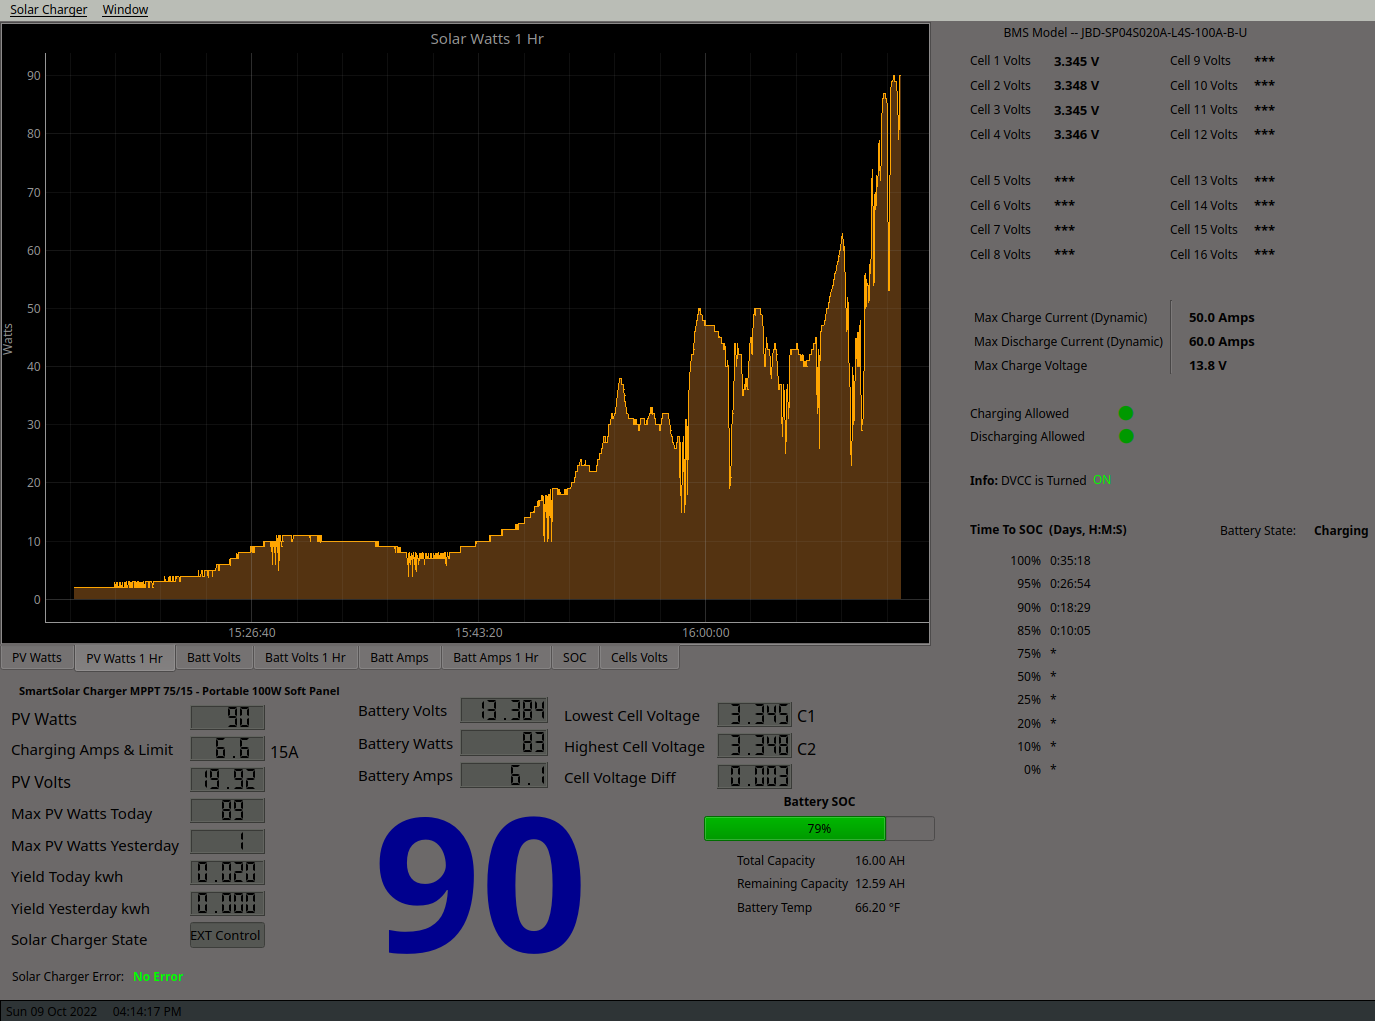 Solar Charger Window
Solar Watts 1 Hr
Watts
90
80
70
60
50
40
30
20
10
0
15:26:40 15:43:20 16:00:00
PV Watts PV Watts 1 Hr Batt Volts Batt Volts 1 Hr Batt Amps Batt Amps 1 Hr SOC Cells Volts
BMS Model -- JBD-SP04S020A-L4S-100A-B-U
Cell 1 Volts 3.345 V Cell 9 Volts ***
Cell 2 Volts 3.348 V Cell 10 Volts ***
Cell 3 Volts 3.345 V Cell 11 Volts ***
Cell 4 Volts 3.346 V Cell 12 Volts ***
Cell 5 Volts *** Cell 13 Volts ***
Cell 6 Volts *** Cell 14 Volts ***
Cell 7 Volts *** Cell 15 Volts ***
Cell 8 Volts *** Cell 16 Volts ***
Max Charge Current (Dynamic) 50.0 Amps
Max Discharge Current (Dynamic) 60.0 Amps
Max Charge Voltage 13.8 V
Charging Allowed
Discharging Allowed
Info: DVCC is Turned ON
Time To SOC (Days, H:M:S) Battery State: Charging
100% 0:35:18
95% 0:26:54
90% 0:18:29
85% 0:10:05
75% *
50% *
25% *
20% *
10% *
0% *
SmartSolar Charger MPPT 75/15 - Portable 100W Soft Panel
PV Watts 90
Charging Amps & Limit 6.6 15A
PV Volts 19.92
Max PV Watts Today 89
Max PV Watts Yesterday 1
Yield Today kwh 0.020
Yield Yesterday kwh 0.000
Solar Charger State EXT Control
Solar Charger Error: No Error
Battery Volts 13.384
Battery Watts 83
Battery Amps 6.1
90
Lowest Cell Voltage 3.345 C1
Highest Cell Voltage 3.348 C2
Cell Voltage Diff 0.003
Battery SOC
79%
Total Capacity 16.00 AH
Remaining Capacity 12.59 AH
Battery Temp 66.20 °F
Sun 09 Oct 2022 04:14:17 PM